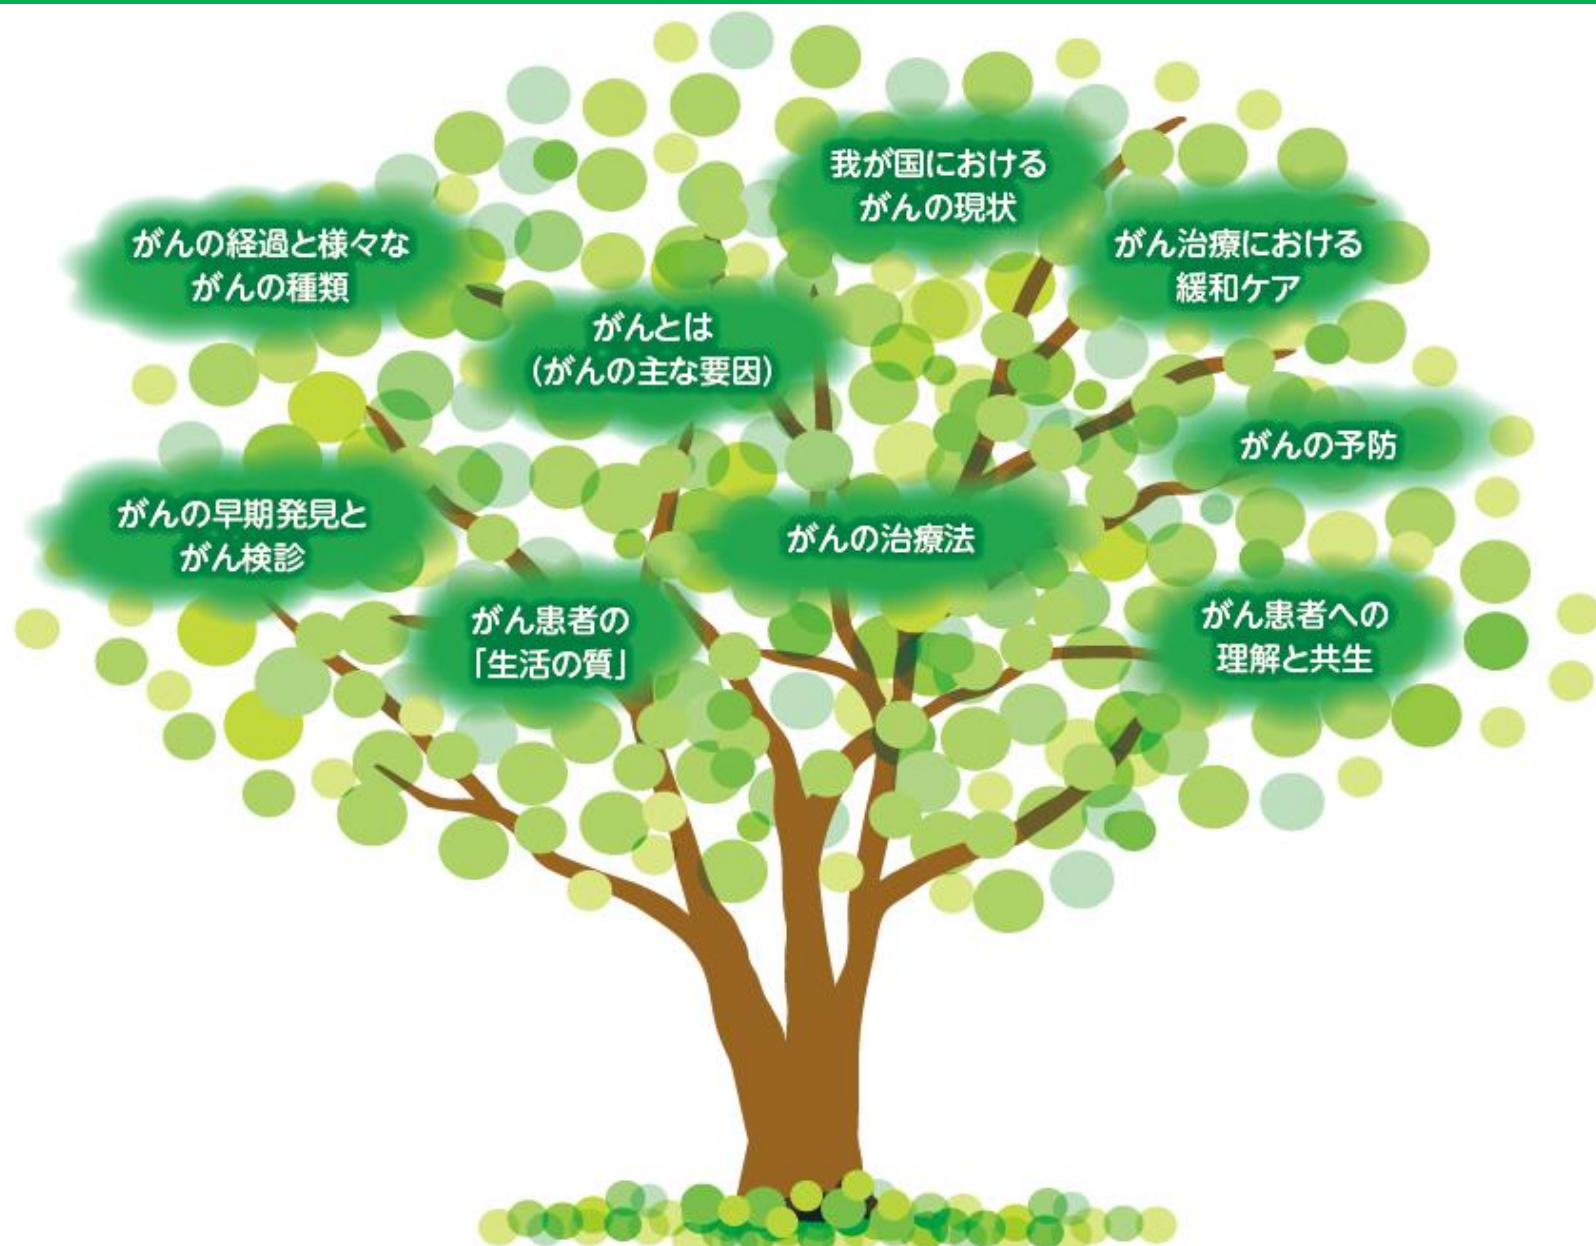 我が国における
がんの現状
がんの経過と様々な
がんの種類
がん治療における
緩和ケア
がんとは
(がんの主な要因)
がんの予防
がんの早期発見と
がん検診
がんの治療法
がん患者の
「生活の質」
がん患者への
理解と共生